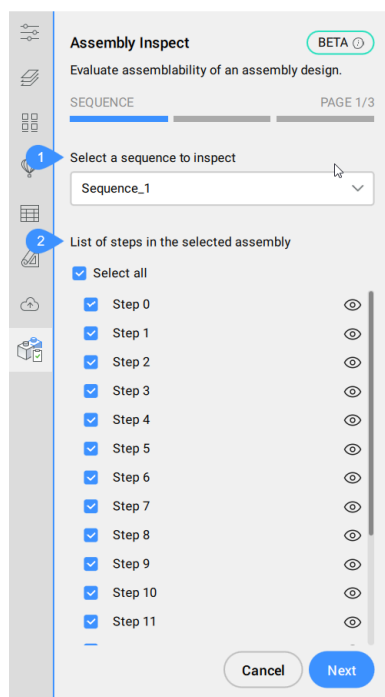 Assembly Inspect
BETA
Evaluate assemblability of an assembly design.
SEQUENCE PAGE 1/3
1 Select a sequence to inspect
Sequence_1
2 List of steps in the selected assembly
Select all
Step 0
Step 1
Step 2
Step 3
Step 4
Step 5
Step 6
Step 7
Step 8
Step 9
Step 10
Step 11
Cancel Next